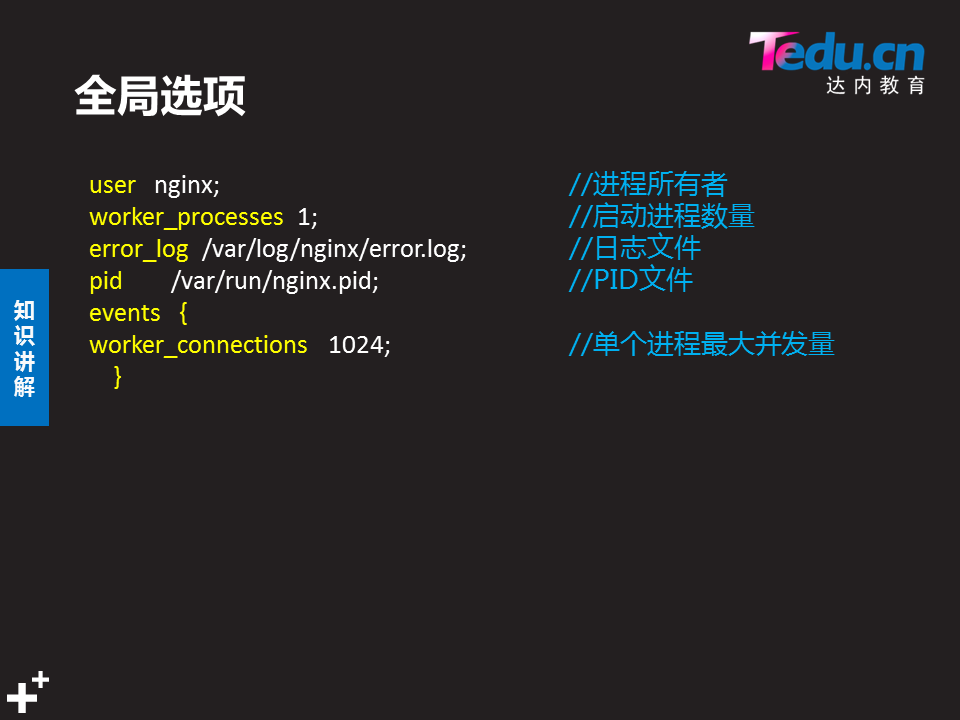 Tedu.cn
达内教育
全局选项
user nginx; //进程所有者
worker_processes 1; //启动进程数量
error_log /var/log/nginx/error.log; //日志文件
pid /var/run/nginx.pid; //PID文件
events {
worker_connections 1024; //单个进程最大并发量
}
知
识
讲
解